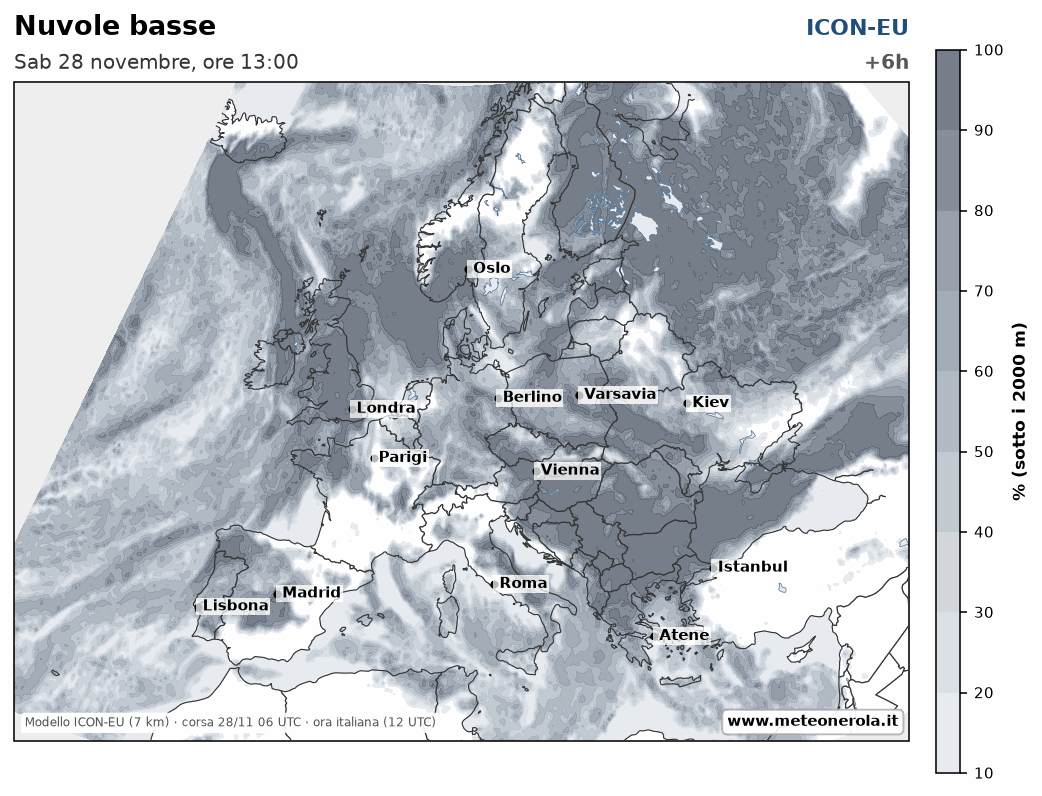 Nuvole basse
ICON-EU
Sab 28 novembre, ore 13:00
+6h
100
90
80
70
60
50
40
30
20
10
% (sotto i 2000 m)
Oslo
Berlino
Varsavia
Kiev
Londra
Parigi
Vienna
Istanbul
Roma
Madrid
Lisbona
Atene
Modello ICON-EU (7 km) · corsa 28/11 06 UTC · ora italiana (12 UTC)
www.meteonerola.it